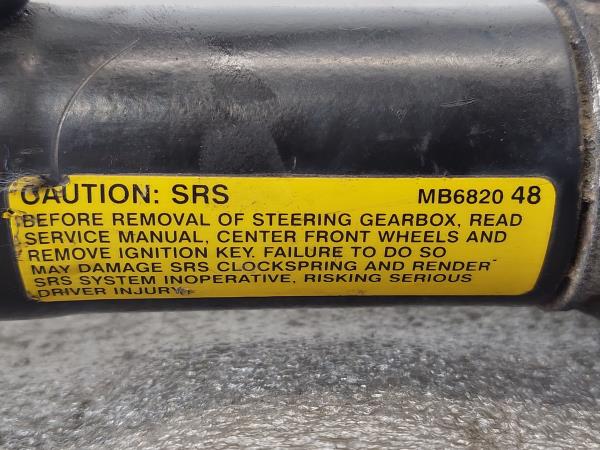 CAUTION: SRS MB6820 48
BEFORE REMOVAL OF STEERING GEARBOX, READ
SERVICE MANUAL, CENTER FRONT WHEELS AND
REMOVE IGNITION KEY. FAILURE TO DO SO
MAY DAMAGE SRS CLOCKSPRING AND RENDER
SRS SYSTEM INOPERATIVE, RISKING SERIOUS
DRIVER INJURY.